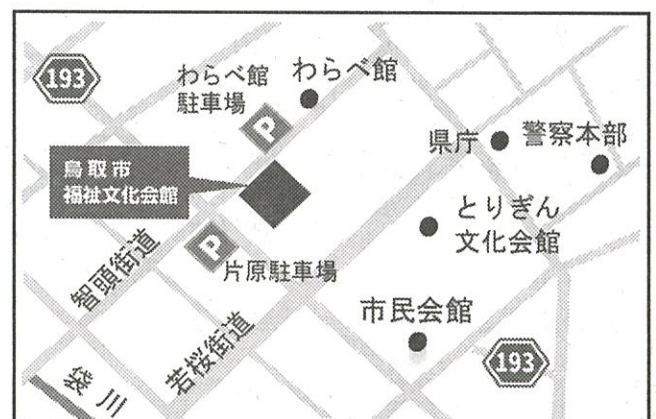 193
わらべ館
駐車場
わらべ館
P
県庁
警察本部
鳥取市
福祉文化会館
とりぎん
文化会館
P
片原駐車場
智頭街道
市民会館
若桜街道
193
袋川